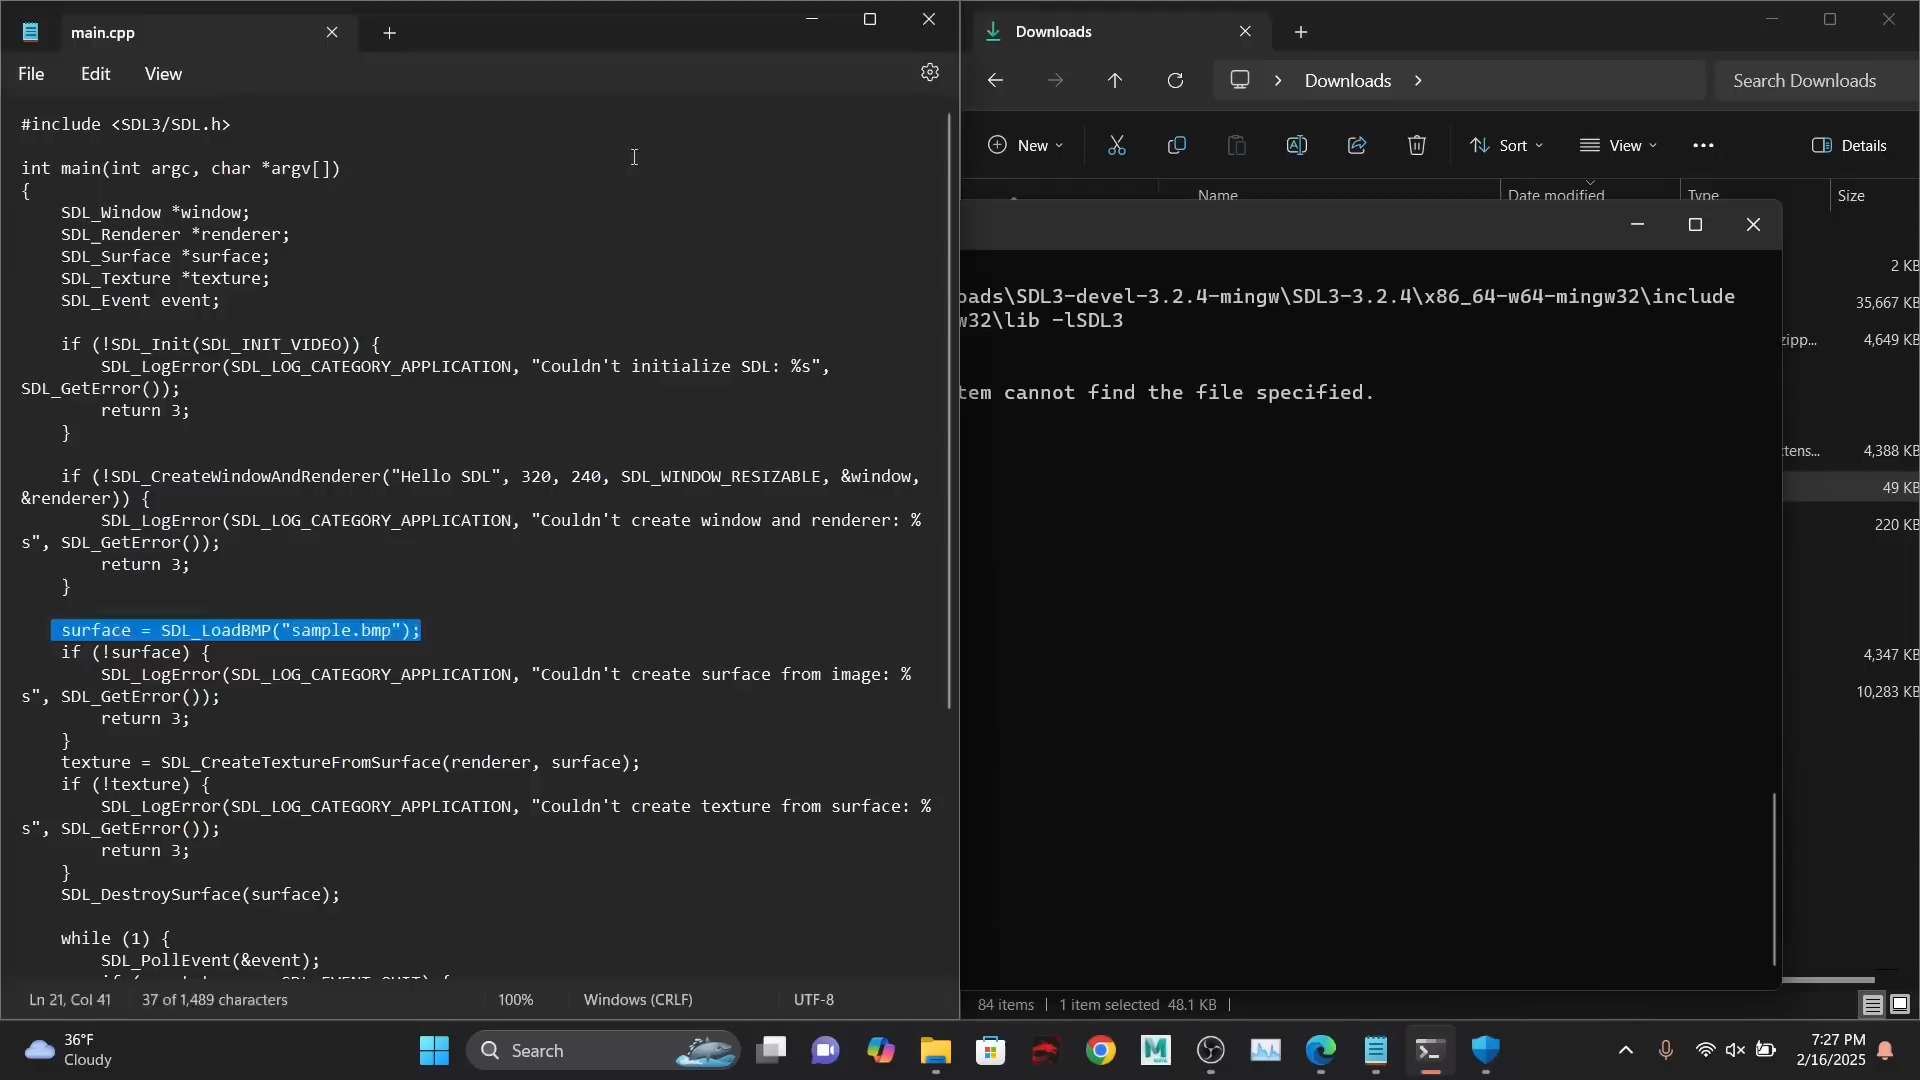 main.cpp
File Edit View
#include <SDL3/SDL.h>
int main(int argc, char *argv[])
{
SDL_Window *window;
SDL_Renderer *renderer;
SDL_Surface *surface;
SDL_Texture *texture;
SDL_Event event;
if (!SDL_Init(SDL_INIT_VIDEO)) {
SDL_LogError(SDL_LOG_CATEGORY_APPLICATION, "Couldn't initialize SDL: %s",
SDL_GetError());
return 3;
}
if (!SDL_CreateWindowAndRenderer("Hello SDL", 320, 240, SDL_WINDOW_RESIZABLE, &window,
&renderer)) {
SDL_LogError(SDL_LOG_CATEGORY_APPLICATION, "Couldn't create window and renderer: %
s", SDL_GetError());
return 3;
}
surface = SDL_LoadBMP("sample.bmp");
if (!surface) {
SDL_LogError(SDL_LOG_CATEGORY_APPLICATION, "Couldn't create surface from image: %
s", SDL_GetError());
return 3;
}
texture = SDL_CreateTextureFromSurface(renderer, surface);
if (!texture) {
SDL_LogError(SDL_LOG_CATEGORY_APPLICATION, "Couldn't create texture from surface: %
s", SDL_GetError());
return 3;
}
SDL_DestroySurface(surface);
while (1) {
SDL_PollEvent(&event);
Ln 21, Col 41 37 of 1,489 characters 100% Windows (CRLF) UTF-8
Downloads
Downloads Search Downloads
New Sort View Details
Name Date modified Type Size
2 KB
35,667 KB
zipp... 4,649 KB
tens... 4,388 KB
49 KB
220 KB
4,347 KB
10,283 KB
oads\SDL3-devel-3.2.4-mingw\SDL3-3.2.4\x86_64-w64-mingw32\include
w32\lib -lSDL3
tem cannot find the file specified.
84 items 1 item selected 48.1 KB
36°F
Cloudy
Search
7:27 PM
2/16/2025